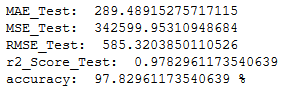 MAE_Test:  289.48915275717115
MSE_Test:  342599.95310948684
RMSE_Test:  585.3203850110526
r2_Score_Test:  0.9782961173540639
accuracy:  97.82961173540639 %